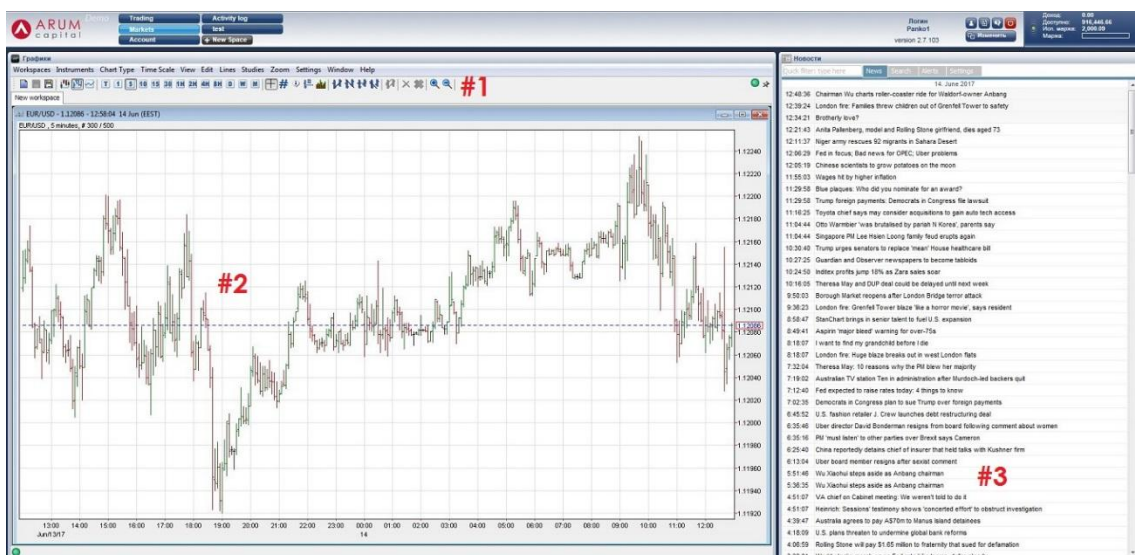 ARUM
capital
Demo
Trading
Markets
Account
Activity log
test
New Space
Логин
Panko1
version 2.7.103
Изменить
Доход: 0.00
Доступно: 916,446.66
Исп. маржа: 2,000.09
Маржа:
Графики
Workspaces Instruments Chart Type Time Scale View Edit Lines Studies Zoom Settings Window Help
T 1 5 10 15 30 1H 2H 4H 8H D W M
#1
New workspace
EUR/USD - 1.12086 - 12:58:04 14 Jun (EEST)
EUR/USD, 5 minutes, # 300 / 500
#2
1.12240
1.12220
1.12200
1.12180
1.12160
1.12140
1.12120
1.12100
1.12086
1.12080
1.12060
1.12040
1.12020
1.12000
1.11980
1.11960
1.11940
1.11920
13:00 14:00 15:00 16:00 17:00 18:00 19:00 20:00 21:00 22:00 23:00 00:00 01:00 02:00 03:00 04:00 05:00 06:00 07:00 08:00 09:00 10:00 11:00 12:00
Jun/13/17 14
Новости
Quick filter: type here
News Search Alerts Settings
14. June 2017
12:48:36 Chairman Wu charts roller-coaster ride for Waldorf-owner Anbang
12:39:24 London fire: Families threw children out of Grenfell Tower to safety
12:34:21 Brotherly love?
12:21:43 Anita Pallenberg, model and Rolling Stone girlfriend, dies aged 73
12:11:37 Niger army rescues 92 migrants in Sahara Desert
12:06:29 Fed in focus; Bad news for OPEC; Uber problems
12:05:19 Chinese scientists to grow potatoes on the moon
11:55:03 Wages hit by higher inflation
11:29:58 Blue plaques: Who did you nominate for an award?
11:29:58 Trump foreign payments: Democrats in Congress file lawsuit
11:16:25 Toyota chief says may consider acquisitions to gain auto tech access
11:04:44 Otto Warmbier 'was brutalised by pariah N Korea', parents say
11:04:44 Singapore PM Lee Hsien Loong family feud erupts again
10:30:40 Trump urges senators to replace 'mean' House healthcare bill
10:27:25 Guardian and Observer newspapers to become tabloids
10:24:50 Inditex profits jump 18% as Zara sales soar
10:16:05 Theresa May and DUP deal could be delayed until next week
9:50:03 Borough Market reopens after London Bridge terror attack
9:36:23 London fire: Grenfell Tower blaze 'like a horror movie', says resident
8:58:47 StanChart brings in senior talent to fuel U.S. expansion
8:49:41 Aspirin 'major bleed' warning for over-75s
8:18:07 I want to find my grandchild before I die
8:18:07 London fire: Huge blaze breaks out in west London flats
7:32:04 Theresa May: 10 reasons why the PM blew her majority
7:19:02 Australian TV station Ten in administration after Murdoch-led backers quit
7:12:40 Fed expected to raise rates today: 4 things to know
7:02:35 Democrats in Congress plan to sue Trump over foreign payments
6:45:52 U.S. fashion retailer J. Crew launches debt restructuring deal
6:35:46 Uber director David Bonderman resigns from board following comment about women
6:35:16 PM 'must listen' to other parties over Brexit says Cameron
6:25:40 China reportedly detains chief of insurer that held talks with Kushner firm
6:13:04 Uber board member resigns after sexist comment
5:51:46 Wu Xiaohui steps aside as Anbang chairman
5:36:35 Wu Xiaohui steps aside as Anbang chairman
#3
4:51:07 VA chief on Cabinet meeting: We weren't told to do it
4:51:07 Heinrich: Sessions' testimony shows 'concerted effort' to obstruct investigation
4:39:47 Australia agrees to pay A$70m to Manus Island detainees
4:18:09 U.S. plans threaten to undermine global bank reforms
4:06:59 Rolling Stone will pay $1.65 million to fraternity that sued for defamation